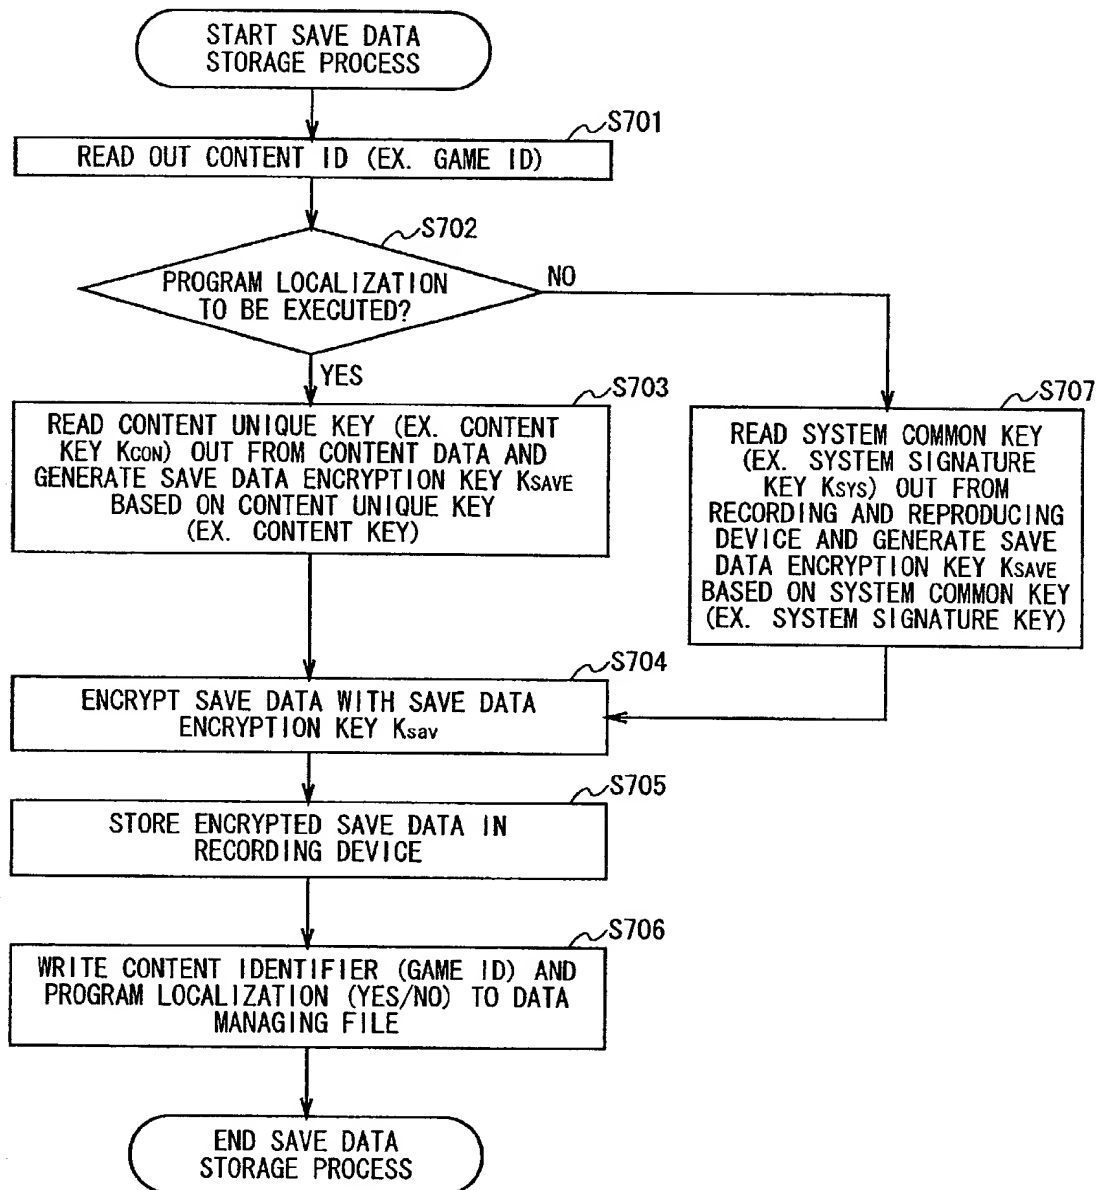 START SAVE DATA
STORAGE PROCESS
S701
READ OUT CONTENT ID (EX. GAME ID)
S702
PROGRAM LOCALIZATION
TO BE EXECUTED?
NO
YES
S703
READ CONTENT UNIQUE KEY (EX. CONTENT
KEY KCON) OUT FROM CONTENT DATA AND
GENERATE SAVE DATA ENCRYPTION KEY KSAVE
BASED ON CONTENT UNIQUE KEY
(EX. CONTENT KEY)
S707
READ SYSTEM COMMON KEY
(EX. SYSTEM SIGNATURE
KEY KSYS) OUT FROM
RECORDING AND REPRODUCING
DEVICE AND GENERATE SAVE
DATA ENCRYPTION KEY KSAVE
BASED ON SYSTEM COMMON KEY
(EX. SYSTEM SIGNATURE KEY)
S704
ENCRYPT SAVE DATA WITH SAVE DATA
ENCRYPTION KEY Ksav
S705
STORE ENCRYPTED SAVE DATA IN
RECORDING DEVICE
S706
WRITE CONTENT IDENTIFIER (GAME ID) AND
PROGRAM LOCALIZATION (YES/NO) TO DATA
MANAGING FILE
END SAVE DATA
STORAGE PROCESS